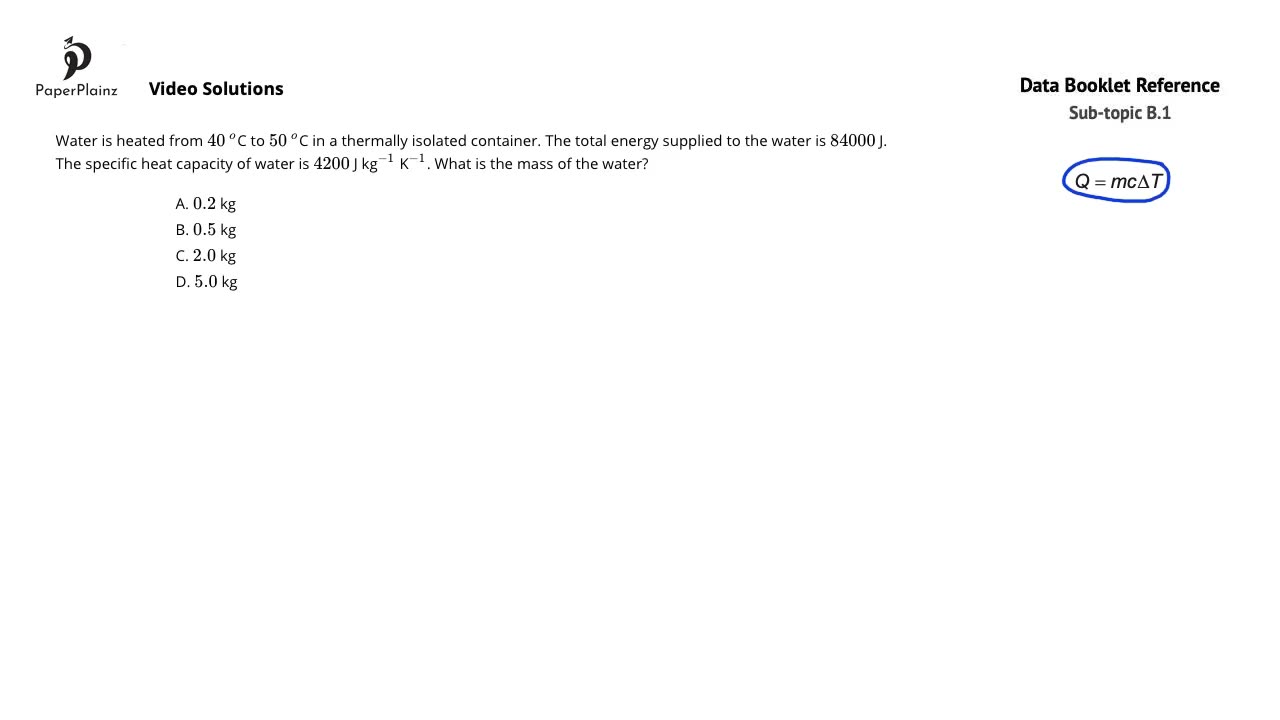 PaperPlainz
Video Solutions
Data Booklet Reference
Sub-topic B.1
Water is heated from 40 °C to 50 °C in a thermally isolated container. The total energy supplied to the water is 84000 J.
The specific heat capacity of water is 4200 J kg⁻¹ K⁻¹. What is the mass of the water?
Q = mcΔT
A. 0.2 kg
B. 0.5 kg
C. 2.0 kg
D. 5.0 kg